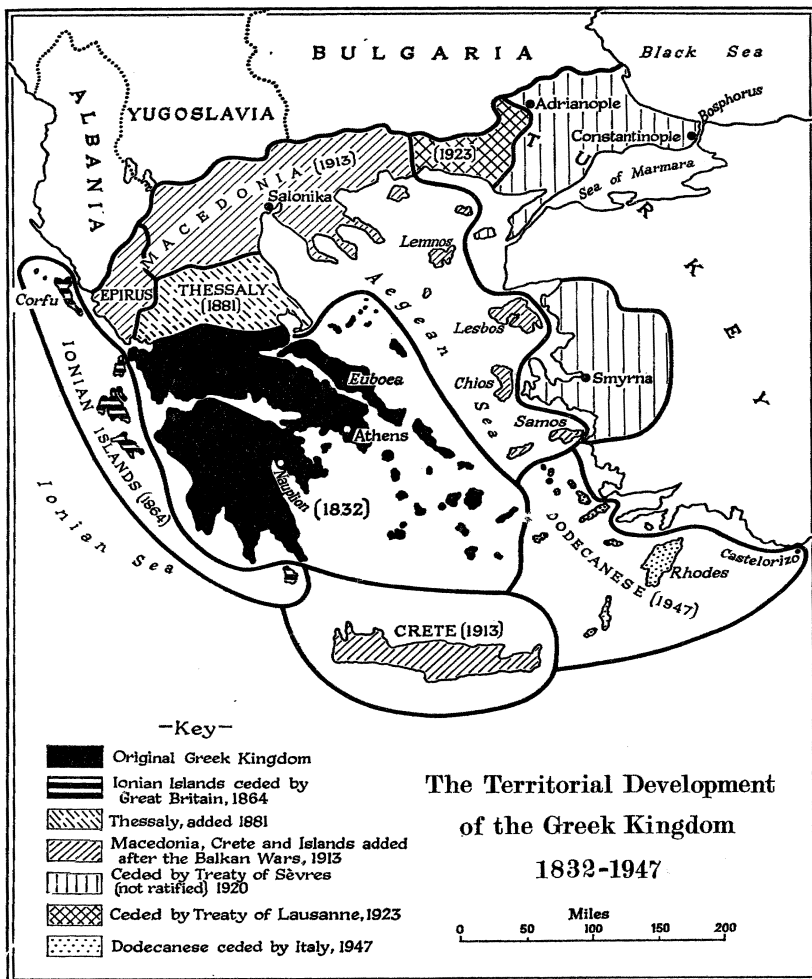 BULGARIA
Black Sea
ALBANIA
YUGOSLAVIA
Adrianople
Bosphorus
Constantinople
(1923)
Sea of Marmara
TURKEY
MACEDONIA (1913)
Salonika
Lemnos
Aegean Sea
Corfu
EPIRUS
THESSALY
(1881)
Lesbos
IONIAN ISLANDS (1864)
Euboea
Chios
Smyrna
Athens
Samos
Nauplion
(1832)
Ionian Sea
DODECANESE (1947)
Castelorizo
Rhodes
CRETE (1913)
—Key—
Original Greek Kingdom
Ionian Islands ceded by
Great Britain, 1864
Thessaly, added 1881
Macedonia, Crete and Islands added
after the Balkan Wars, 1913
Ceded by Treaty of Sèvres
(not ratified) 1920
Ceded by Treaty of Lausanne, 1923
Dodecanese ceded by Italy, 1947
The Territorial Development
of the Greek Kingdom
1832-1947
Miles
0 50 100 150 200